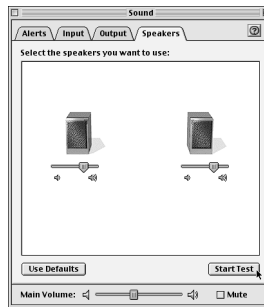 Sound
Alerts Input Output Speakers
Select the speakers you want to use:
Use Defaults Start Test
Main Volume: Mute